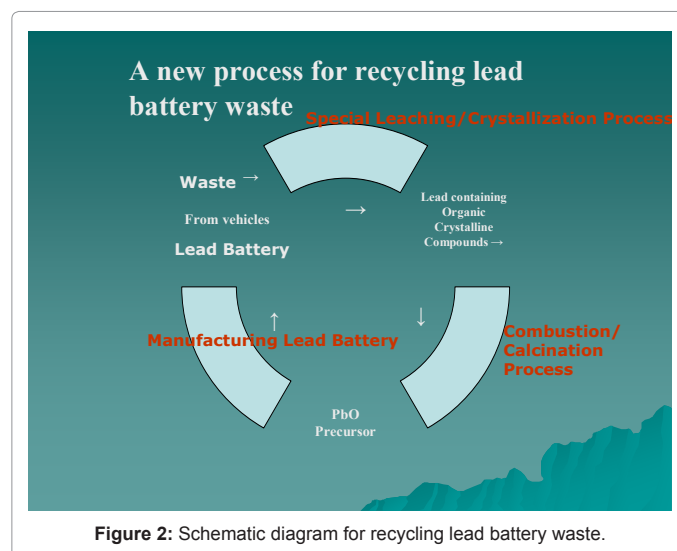 A new process for recycling lead
battery waste
Special Leaching/Crystallization Process
Waste →
From vehicles
Lead Battery
→
Lead containing
Organic
Crystalline
Compounds →
↑
↓
Manufacturing Lead Battery
Combustion/
Calcination
Process
PbO
Precursor
Figure 2: Schematic diagram for recycling lead battery waste.